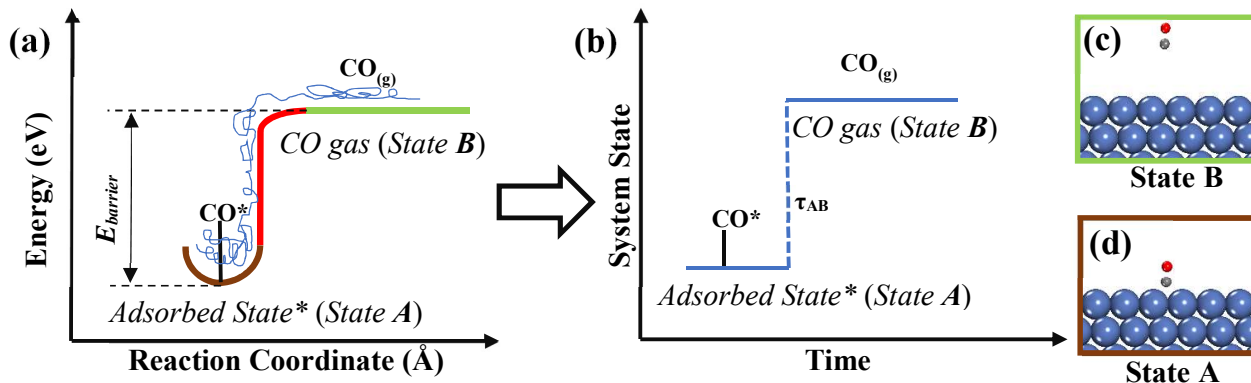 (a)
Energy (eV)
E_barrier
CO(g)
CO gas (State B)
CO*
Adsorbed State* (State A)
Reaction Coordinate (Å)
(b)
System State
CO(g)
CO gas (State B)
τAB
CO*
Adsorbed State* (State A)
Time
(c)
State B
(d)
State A